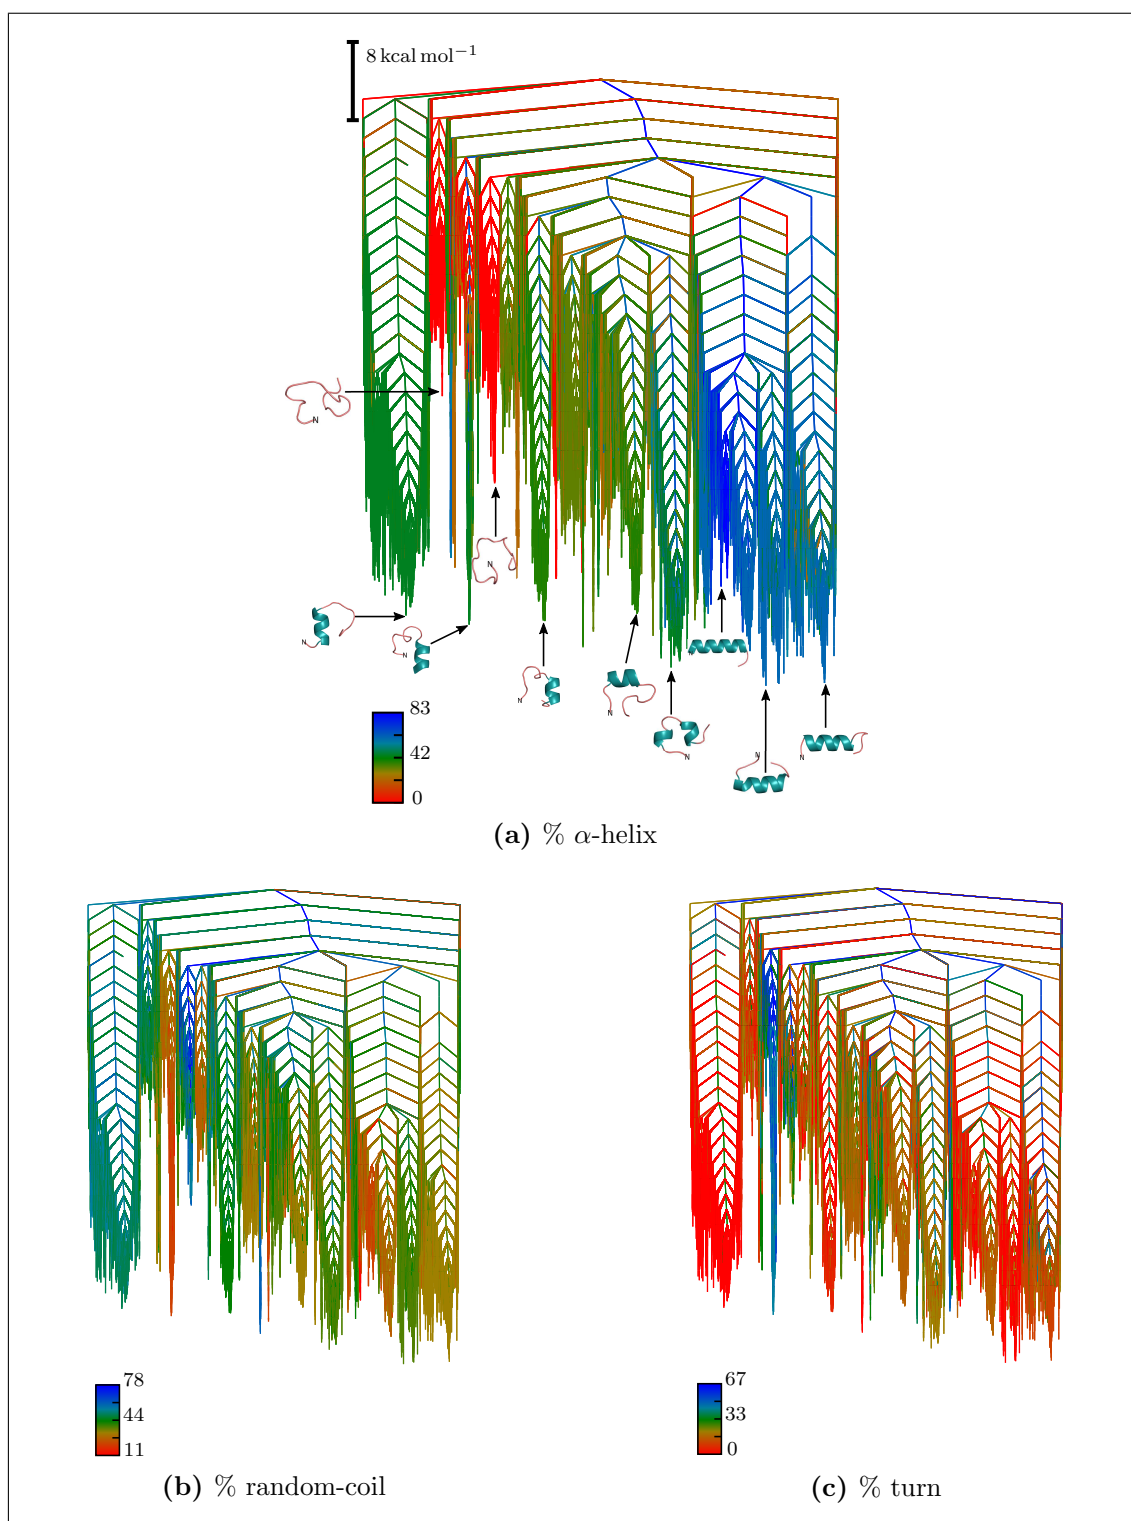 8 kcal mol⁻¹
N
N
N
N
N
N
N
N
N
83
42
0
(a) % α-helix
78
44
11
(b) % random-coil
67
33
0
(c) % turn